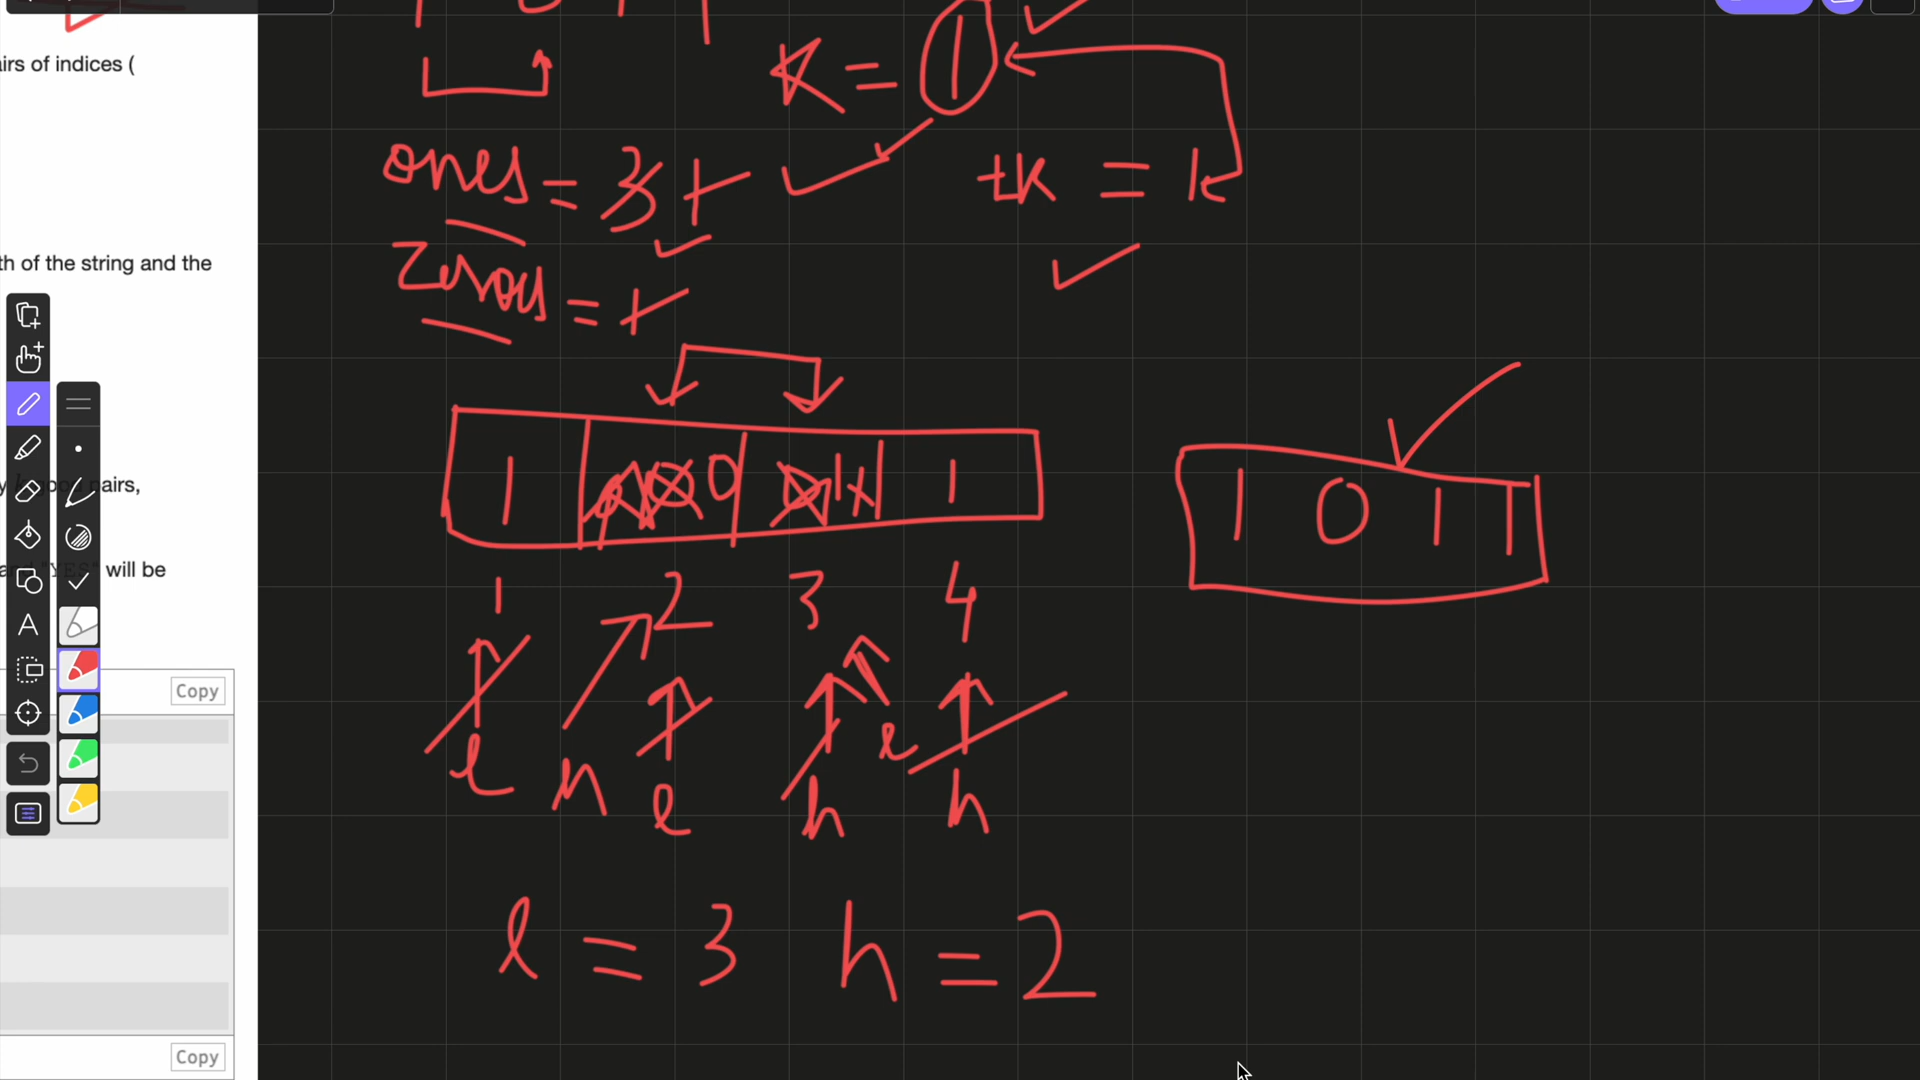 airs of indices (
K = 1
ones = 3
tk = 1
th of the string and the
zeros =
1 0 1 1
1 0 1 1
pairs,
will be
1 2 3 4
Copy
l h l h l h
l = 3 h = 2
Copy